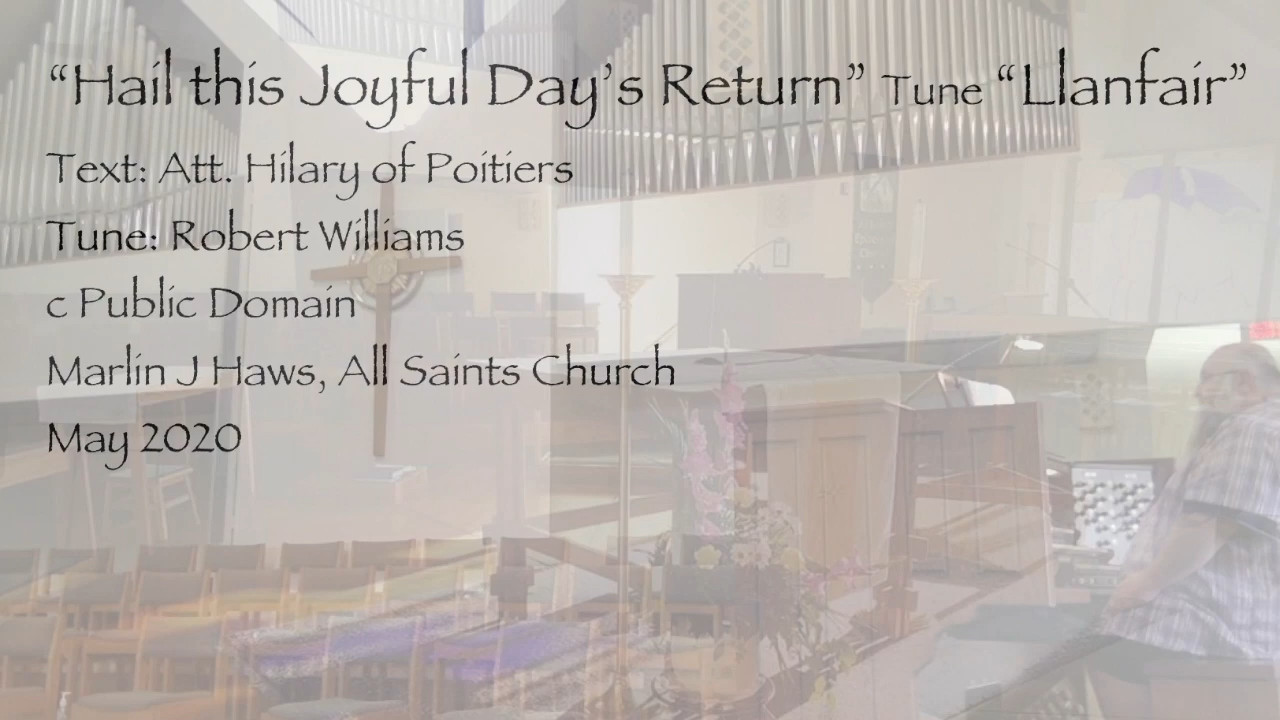 “Hail this Joyful Day’s Return” Tune “Llanfair”
Text: Att. Hilary of Poitiers
Tune: Robert Williams
c Public Domain
Marlin J Haws, All Saints Church
May 2020